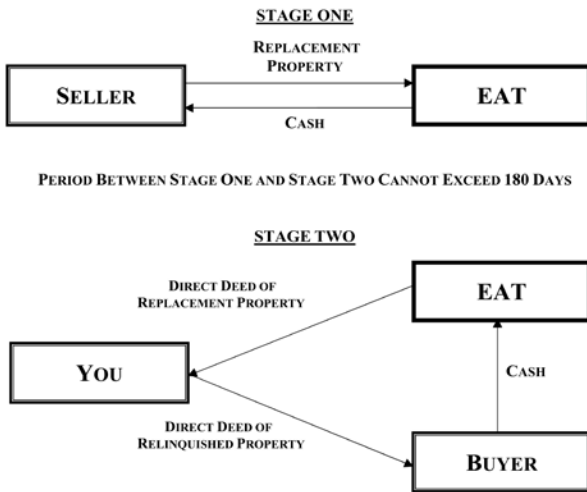 STAGE ONE
REPLACEMENT
PROPERTY
SELLER
EAT
CASH
PERIOD BETWEEN STAGE ONE AND STAGE TWO CANNOT EXCEED 180 DAYS
STAGE TWO
DIRECT DEED OF
REPLACEMENT PROPERTY
EAT
YOU
CASH
DIRECT DEED OF
RELINQUISHED PROPERTY
BUYER